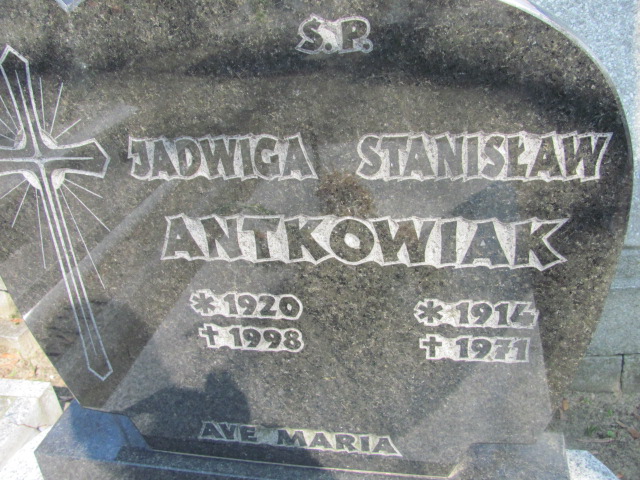 Ś.P.
JADWIGA STANISŁAW
ANTKOWIAK
* 1920 * 1914
† 1998 † 1971
AVE MARIA